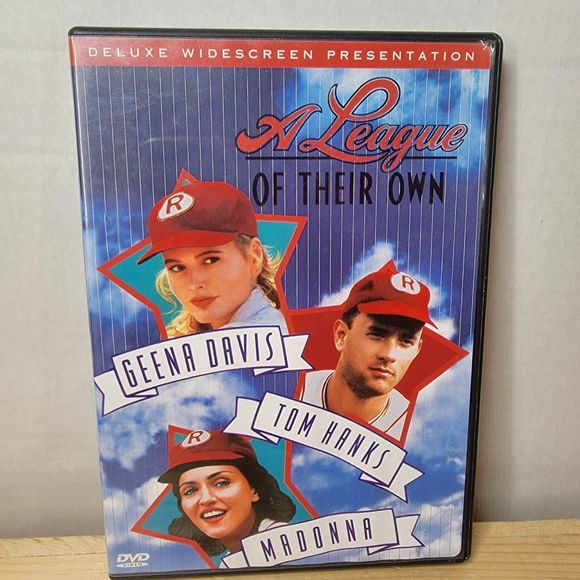 DELUXE WIDESCREEN PRESENTATION
A League
OF THEIR OWN
R
GEENA DAVIS
R
TOM HANKS
R
MADONNA
DVD
VIDEO